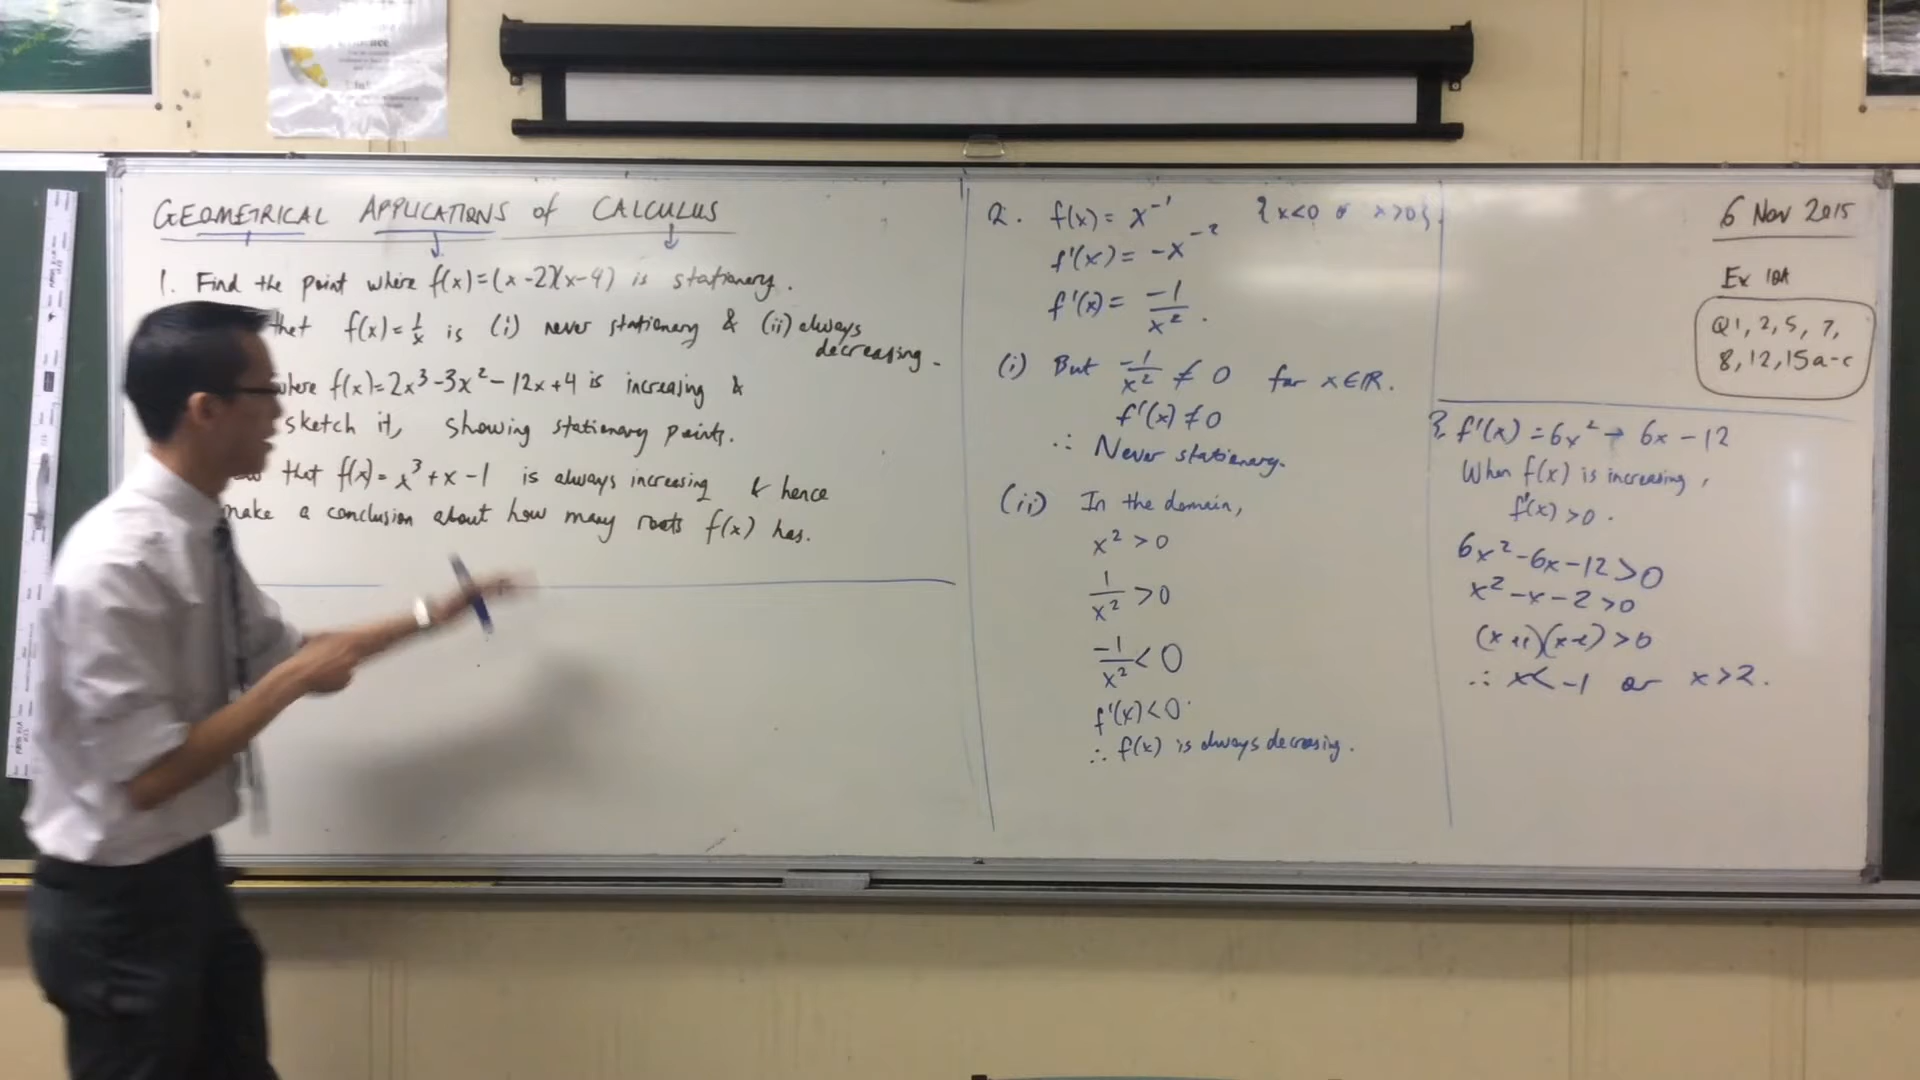 GEOMETRICAL APPLICATIONS of CALCULUS
1. Find the point where f(x)=(x-2)(x-4) is stationary.
that f(x)=1/x is (i) never stationary & (ii) always
decreasing.
where f(x)=2x³-3x²-12x+4 is increasing &
sketch it, showing stationary points.
that f(x)=x³+x-1 is always increasing & hence
make a conclusion about how many roots f(x) has.
2. f(x)= x⁻¹ {x<0 or x>0}.
f'(x)= -x⁻²
f'(x)= -1/x².
(i) But -1/x² ≠ 0 for x∈ℝ.
f'(x)≠0
∴ Never stationary.
(ii) In the domain,
x²>0
1/x² >0
-1/x² <0
f'(x)<0
∴ f(x) is always decreasing.
6 Nov 2015
Ex 10A
Q1, 2, 5, 7,
8, 12, 15a-c
3. f'(x) =6x² - 6x -12
When f(x) is increasing,
f'(x) >0.
6x²-6x-12>0
x²-x-2>0
(x+1)(x-2)>0
∴ x<-1 or x>2.